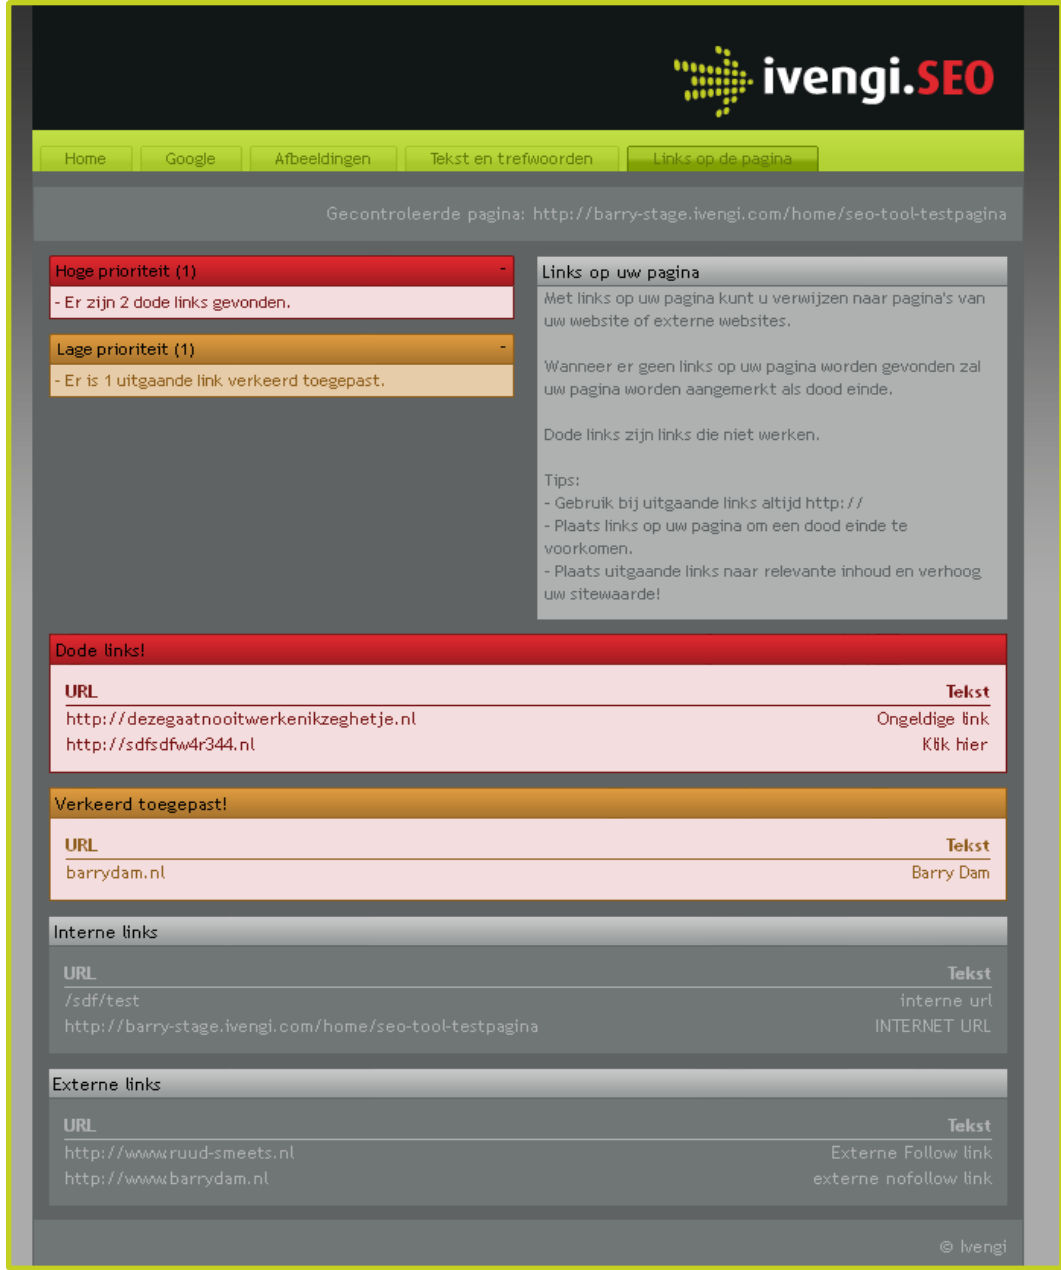 ivengi.SEO
Home
Google
Afbeeldingen
Tekst en trefwoorden
Links op de pagina
Gecontroleerde pagina: http://barry-stage.ivengi.com/home/seo-tool-testpagina
Hoge prioriteit (1) -
- Er zijn 2 dode links gevonden.
Lage prioriteit (1) -
- Er is 1 uitgaande link verkeerd toegepast.
Links op uw pagina
Met links op uw pagina kunt u verwijzen naar pagina's van
uw website of externe websites.
Wanneer er geen links op uw pagina worden gevonden zal
uw pagina worden aangemerkt als dood einde.
Dode links zijn links die niet werken.
Tips:
- Gebruik bij uitgaande links altijd http://
- Plaats links op uw pagina om een dood einde te
voorkomen.
- Plaats uitgaande links naar relevante inhoud en verhoog
uw sitewaarde!
Dode links!
URL Tekst
http://dezegaatnooitwerkenikzeghetje.nl Ongeldige link
http://sdfsdfw4r344.nl Klik hier
Verkeerd toegepast!
URL Tekst
barrydam.nl Barry Dam
Interne links
URL Tekst
/sdf/test interne url
http://barry-stage.ivengi.com/home/seo-tool-testpagina INTERNET URL
Externe links
URL Tekst
http://www.ruud-smeets.nl Externe Follow link
http://www.barrydam.nl externe nofollow link
© Ivengi